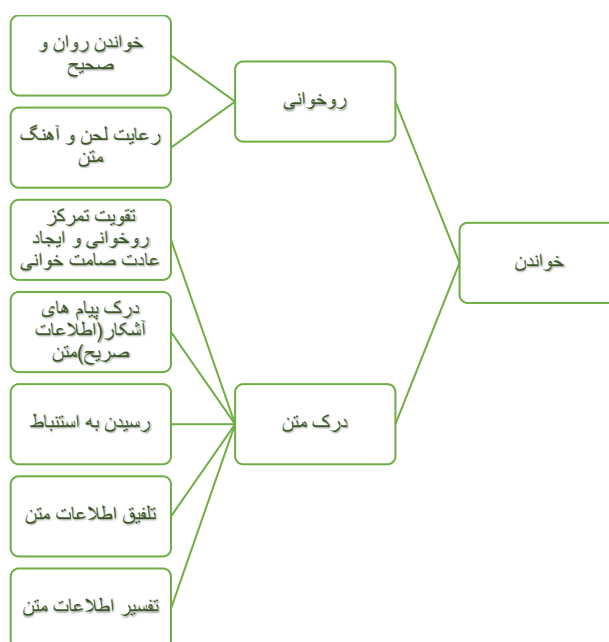 خواندن
روخوانی
خواندن روان و
صحیح
رعایت لحن و آهنگ
متن
درک متن
تقویت تمرکز
روخوانی و ایجاد
عادت صامت خوانی
درک پیام های
آشکار(اطلاعات
صریح)متن
رسیدن به استنباط
تلفیق اطلاعات متن
تفسیر اطلاعات متن